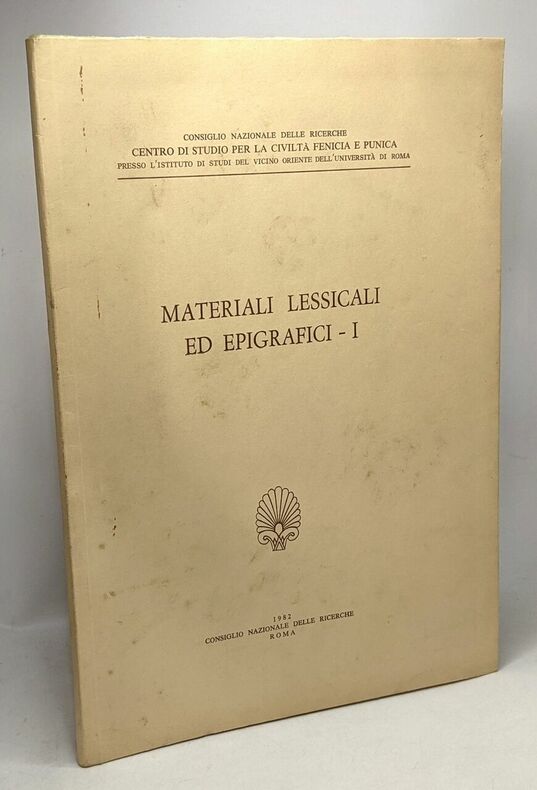 CONSIGLIO NAZIONALE DELLE RICERCHE
CENTRO DI STUDIO PER LA CIVILTÀ FENICIA E PUNICA
PRESSO L'ISTITUTO DI STUDI DEL VICINO ORIENTE DELL'UNIVERSITÀ DI ROMA
MATERIALI LESSICALI
ED EPIGRAFICI - I
1982
CONSIGLIO NAZIONALE DELLE RICERCHE
ROMA